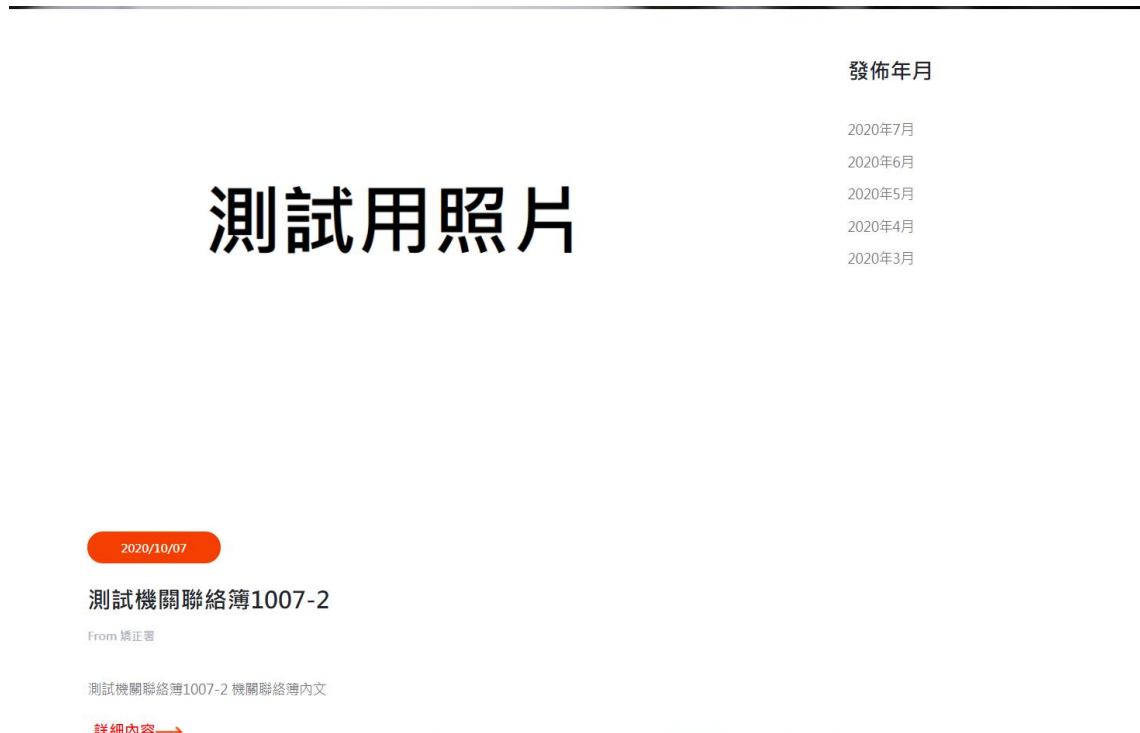 測試用照片
2020/10/07
測試機關聯絡簿1007-2
From 矯正署
測試機關聯絡簿1007-2 機關聯絡簿內文
詳細內容
發佈年月
2020年7月
2020年6月
2020年5月
2020年4月
2020年3月